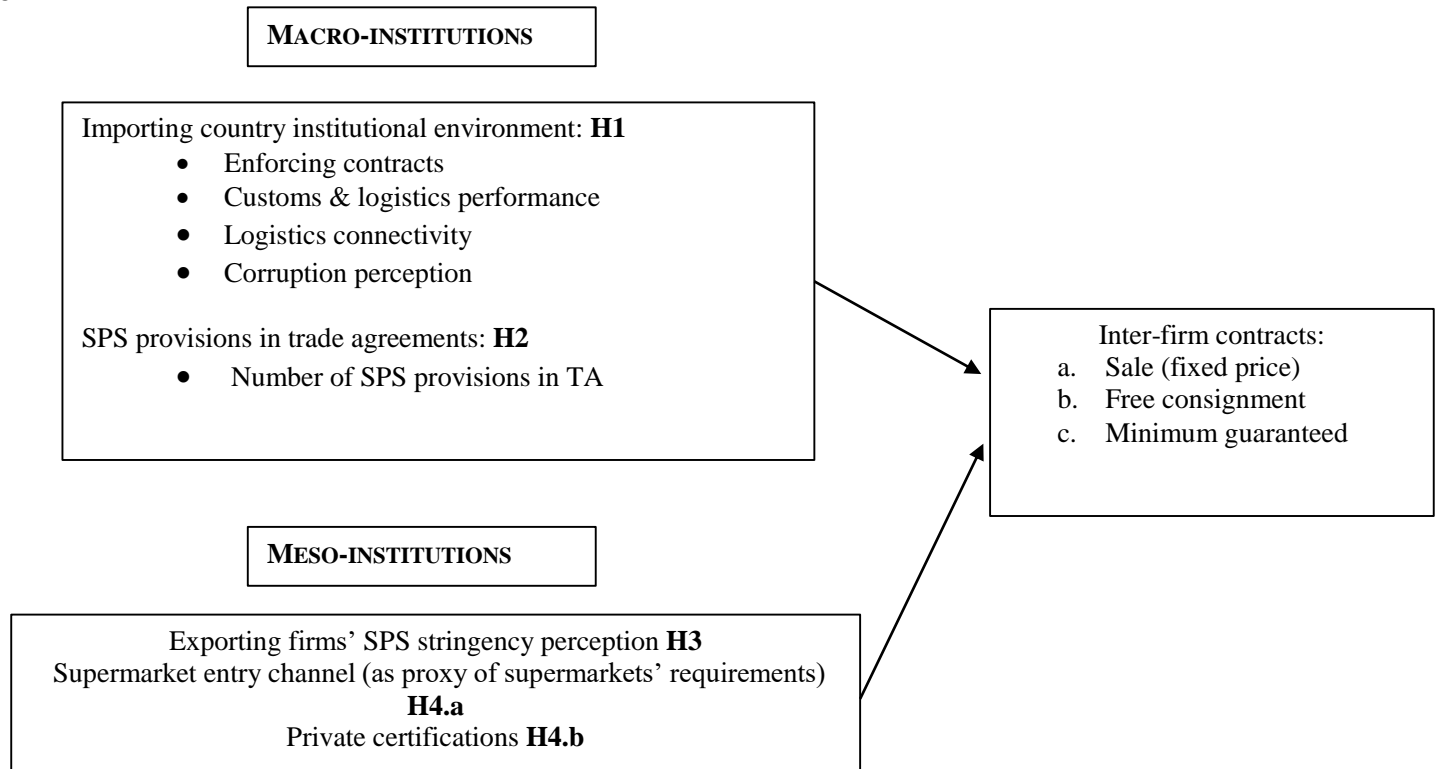 MACRO-INSTITUTIONS
Importing country institutional environment: H1
• Enforcing contracts
• Customs & logistics performance
• Logistics connectivity
• Corruption perception
SPS provisions in trade agreements: H2
• Number of SPS provisions in TA
Inter-firm contracts:
a. Sale (fixed price)
b. Free consignment
c. Minimum guaranteed
MESO-INSTITUTIONS
Exporting firms’ SPS stringency perception H3
Supermarket entry channel (as proxy of supermarkets’ requirements)
H4.a
Private certifications H4.b